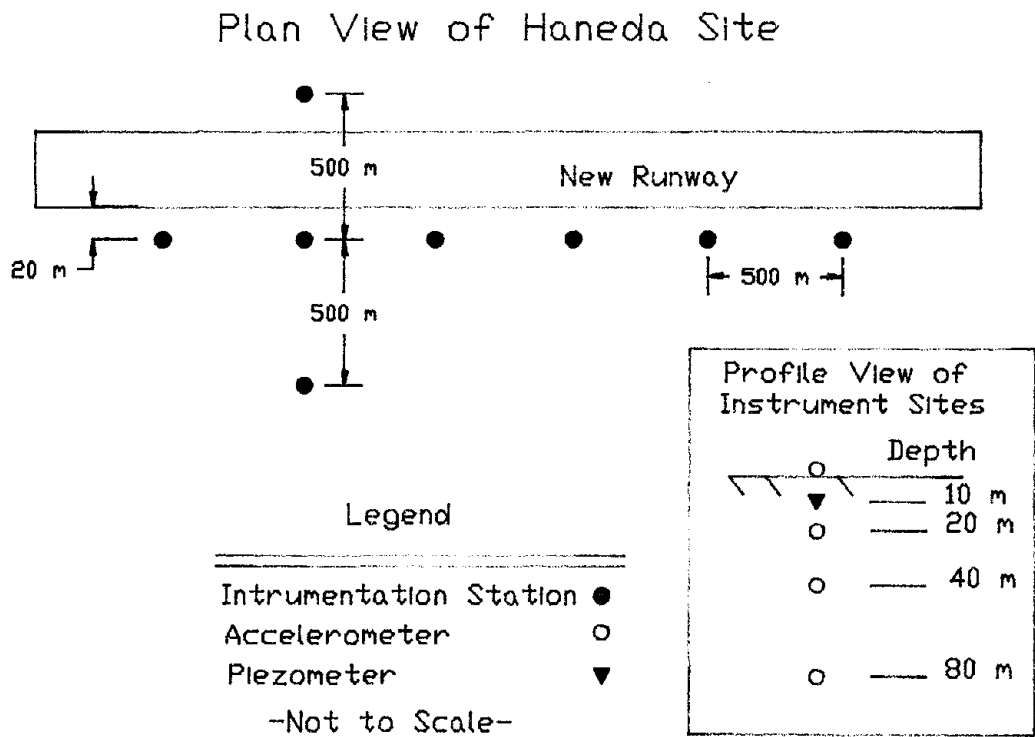 Plan View of Haneda Site
500 m
New Runway
20 m
500 m
500 m
Profile View of
Instrument Sites
Depth
10 m
20 m
40 m
80 m
Legend
Intrumentation Station
Accelerometer
Piezometer
-Not to Scale-